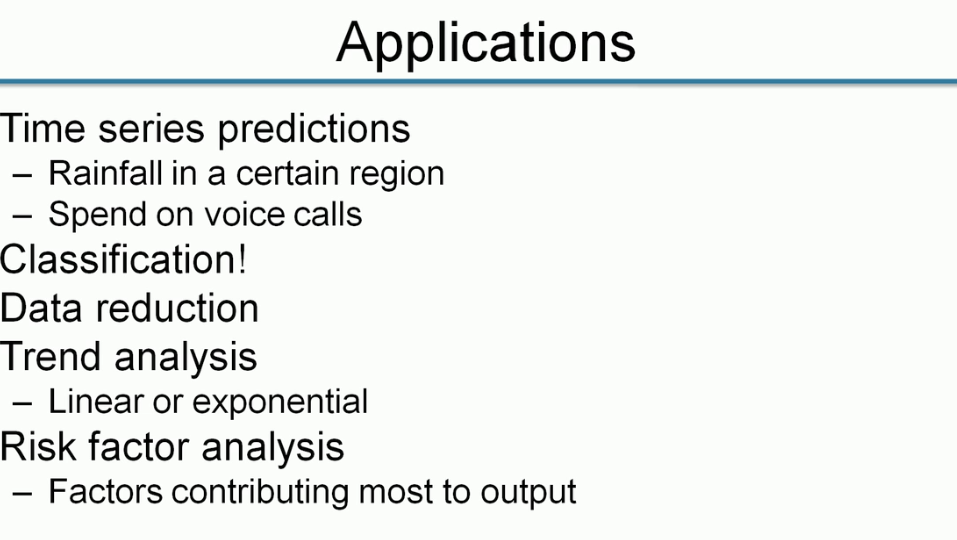 Applications
Time series predictions
– Rainfall in a certain region
– Spend on voice calls
Classification!
Data reduction
Trend analysis
– Linear or exponential
Risk factor analysis
– Factors contributing most to output